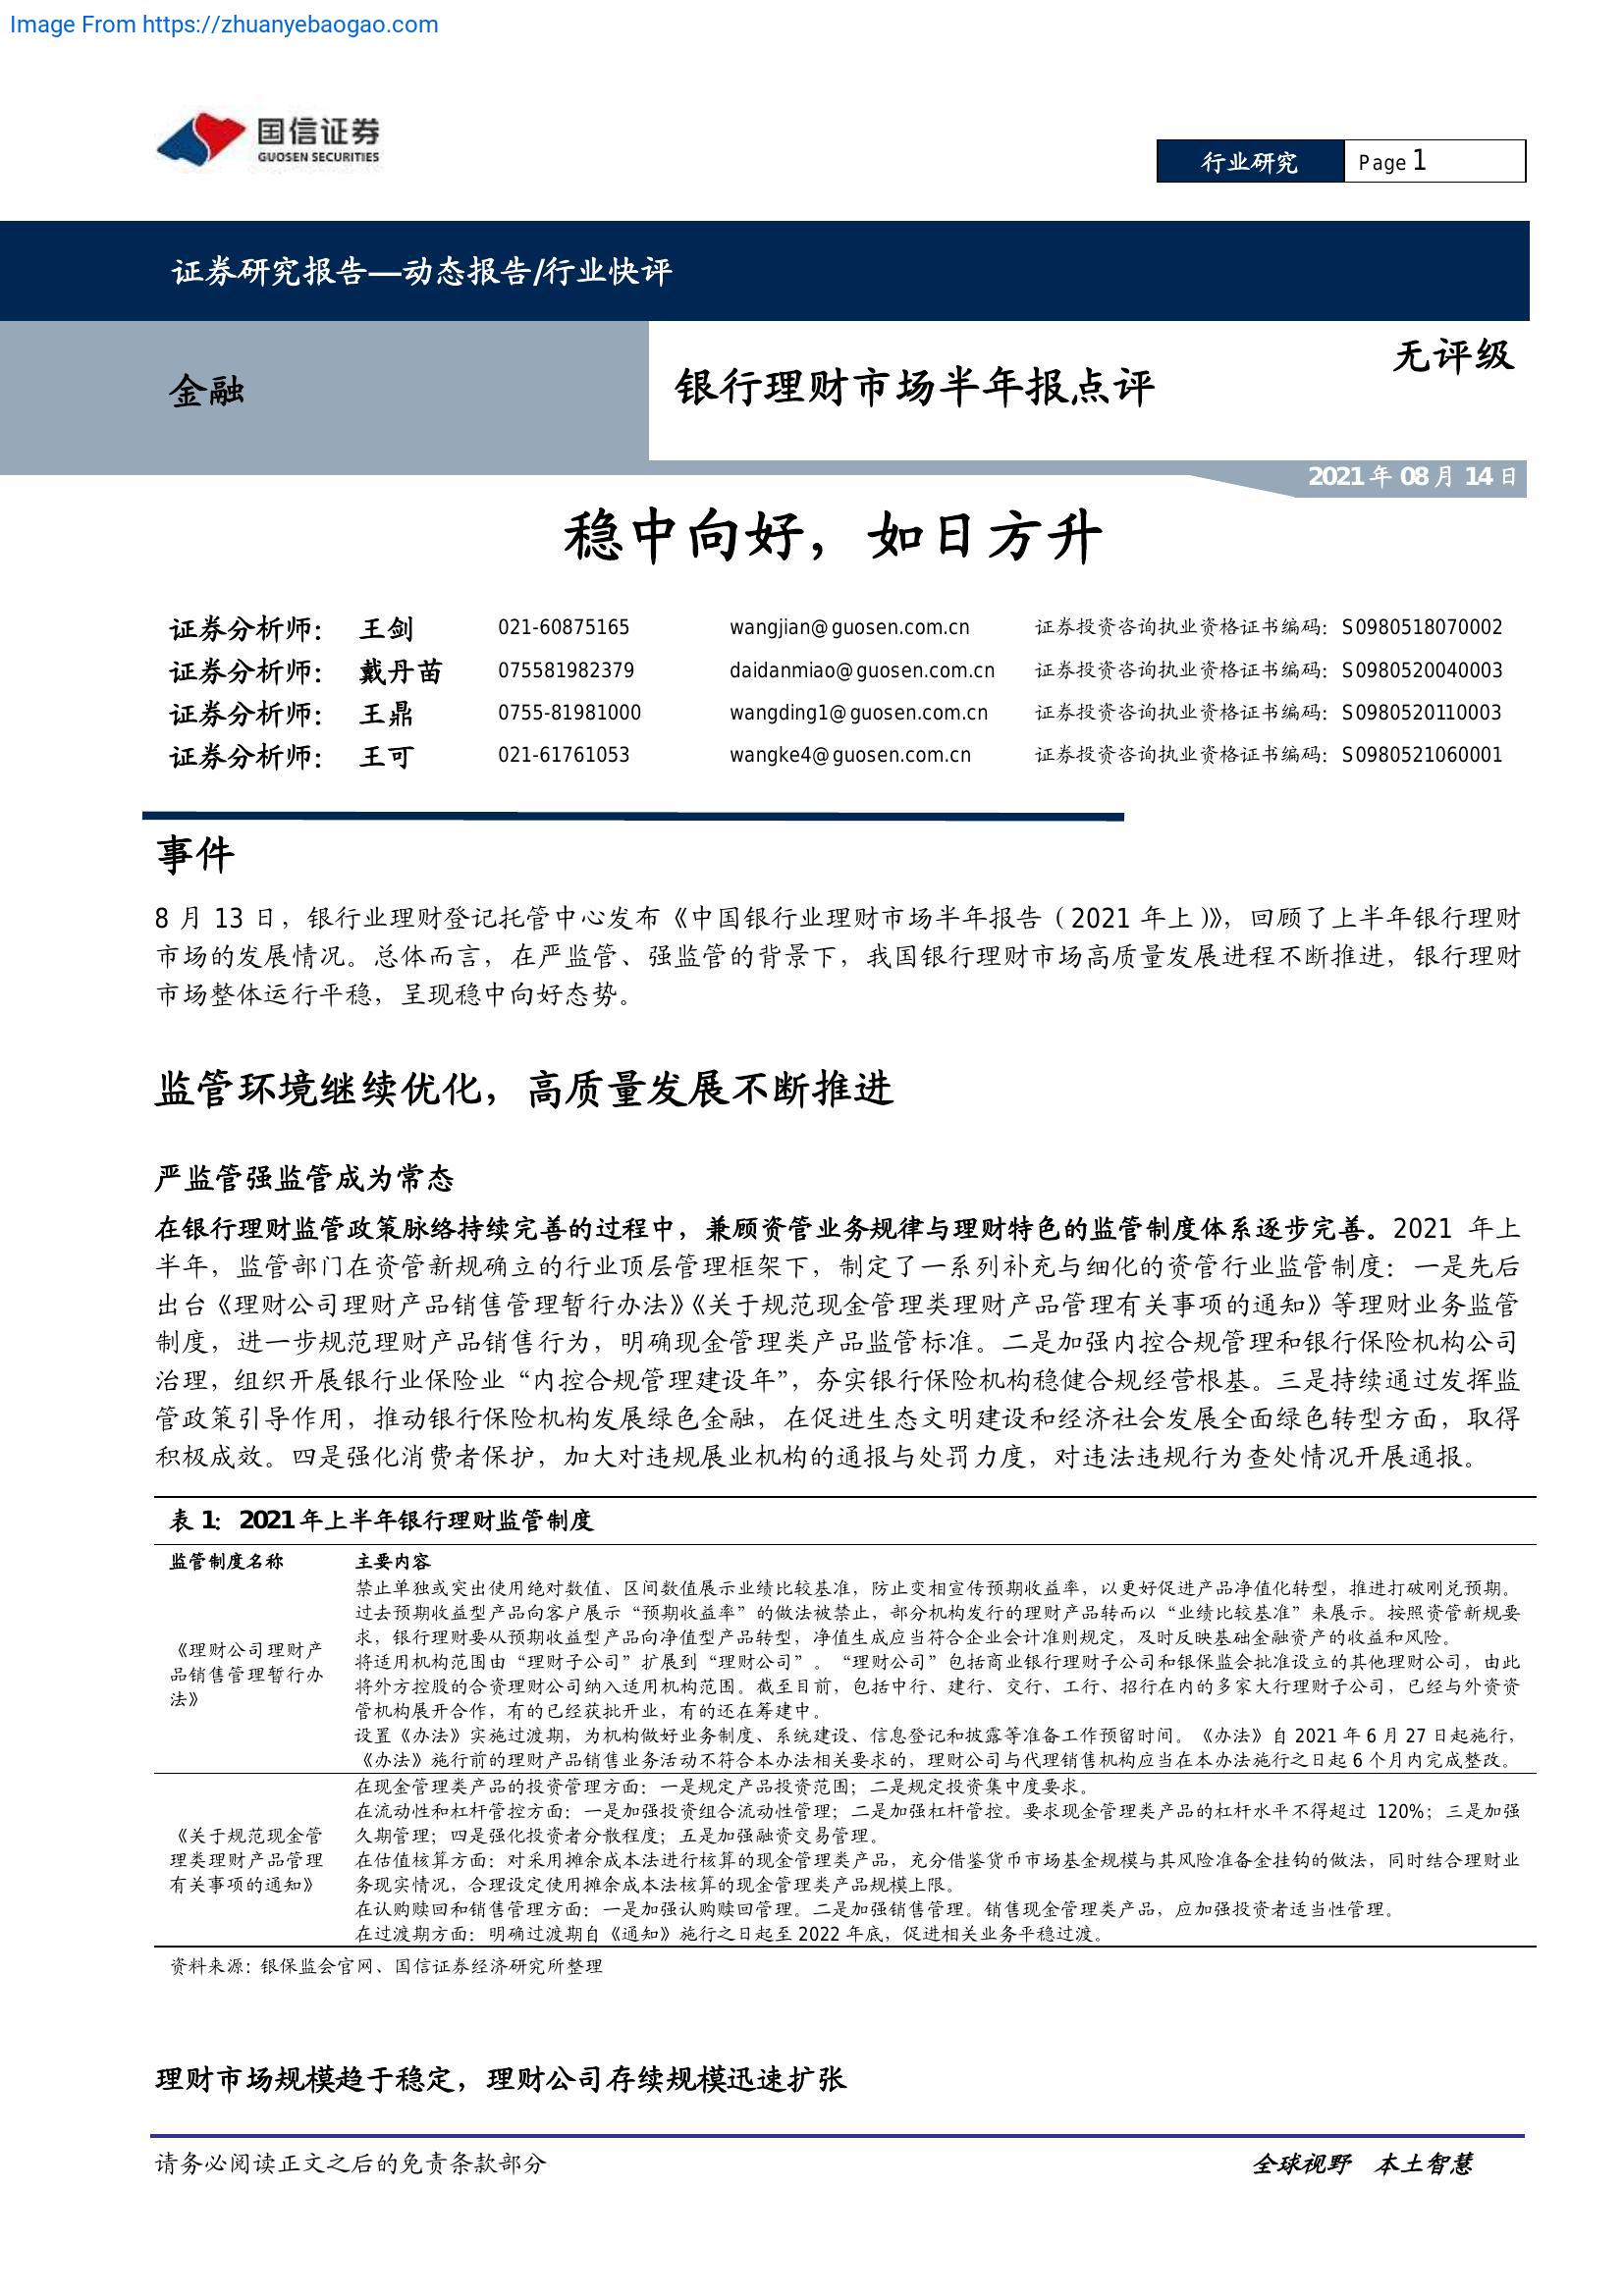 Image From https://zhuanyebaogao.com
国信证券
GUOSEN SECURITIES
行业研究 Page 1
证券研究报告—动态报告/行业快评
金融
银行理财市场半年报点评
无评级
2021 年 08 月 14 日
稳中向好，如日方升
证券分析师： 王剑 021-60875165 wangjian@guosen.com.cn 证券投资咨询执业资格证书编码：S0980518070002
证券分析师： 戴丹苗 075581982379 daidanmiao@guosen.com.cn 证券投资咨询执业资格证书编码：S0980520040003
证券分析师： 王鼎 0755-81981000 wangding1@guosen.com.cn 证券投资咨询执业资格证书编码：S0980520110003
证券分析师： 王可 021-61761053 wangke4@guosen.com.cn 证券投资咨询执业资格证书编码：S0980521060001
事件
8 月 13 日，银行业理财登记托管中心发布《中国银行业理财市场半年报告（2021 年上）》，回顾了上半年银行理财
市场的发展情况。总体而言，在严监管、强监管的背景下，我国银行理财市场高质量发展进程不断推进，银行理财
市场整体运行平稳，呈现稳中向好态势。
监管环境继续优化，高质量发展不断推进
严监管强监管成为常态
在银行理财监管政策脉络持续完善的过程中，兼顾资管业务规律与理财特色的监管制度体系逐步完善。2021 年上
半年，监管部门在资管新规确立的行业顶层管理框架下，制定了一系列补充与细化的资管行业监管制度：一是先后
出台《理财公司理财产品销售管理暂行办法》《关于规范现金管理类理财产品管理有关事项的通知》等理财业务监管
制度，进一步规范理财产品销售行为，明确现金管理类产品监管标准。二是加强内控合规管理和银行保险机构公司
治理，组织开展银行业保险业“内控合规管理建设年”，夯实银行保险机构稳健合规经营根基。三是持续通过发挥监
管政策引导作用，推动银行保险机构发展绿色金融，在促进生态文明建设和经济社会发展全面绿色转型方面，取得
积极成效。四是强化消费者保护，加大对违规展业机构的通报与处罚力度，对违法违规行为查处情况开展通报。
表 1：2021 年上半年银行理财监管制度
监管制度名称 主要内容
《理财公司理财产
品销售管理暂行办
法》
禁止单独或突出使用绝对数值、区间数值展示业绩比较基准，防止变相宣传预期收益率，以更好促进产品净值化转型，推进打破刚兑预期。
过去预期收益型产品向客户展示“预期收益率”的做法被禁止，部分机构发行的理财产品转而以“业绩比较基准”来展示。按照资管新规要
求，银行理财要从预期收益型产品向净值型产品转型，净值生成应当符合企业会计准则规定，及时反映基础金融资产的收益和风险。
将适用机构范围由“理财子公司”扩展到“理财公司”。“理财公司”包括商业银行理财子公司和银保监会批准设立的其他理财公司，由此
将外方控股的合资理财公司纳入适用机构范围。截至目前，包括中行、建行、交行、工行、招行在内的多家大行理财子公司，已经与外资资
管机构展开合作，有的已经获批开业，有的还在筹建中。
设置《办法》实施过渡期，为机构做好业务制度、系统建设、信息登记和披露等准备工作预留时间。《办法》自 2021 年 6 月 27 日起施行，
《办法》施行前的理财产品销售业务活动不符合本办法相关要求的，理财公司与代理销售机构应当在本办法施行之日起 6 个月内完成整改。
《关于规范现金管
理类理财产品管理
有关事项的通知》
在现金管理类产品的投资管理方面：一是规定产品投资范围；二是规定投资集中度要求。
在流动性和杠杆管控方面：一是加强投资组合流动性管理；二是加强杠杆管控。要求现金管理类产品的杠杆水平不得超过 120%；三是加强
久期管理；四是强化投资者分散程度；五是加强融资交易管理。
在估值核算方面：对采用摊余成本法进行核算的现金管理类产品，充分借鉴货币市场基金规模与其风险准备金挂钩的做法，同时结合理财业
务现实情况，合理设定使用摊余成本法核算的现金管理类产品规模上限。
在认购赎回和销售管理方面：一是加强认购赎回管理。二是加强销售管理。销售现金管理类产品，应加强投资者适当性管理。
在过渡期方面：明确过渡期自《通知》施行之日起至 2022 年底，促进相关业务平稳过渡。
资料来源：银保监会官网、国信证券经济研究所整理
理财市场规模趋于稳定，理财公司存续规模迅速扩张
请务必阅读正文之后的免责条款部分
全球视野 本土智慧